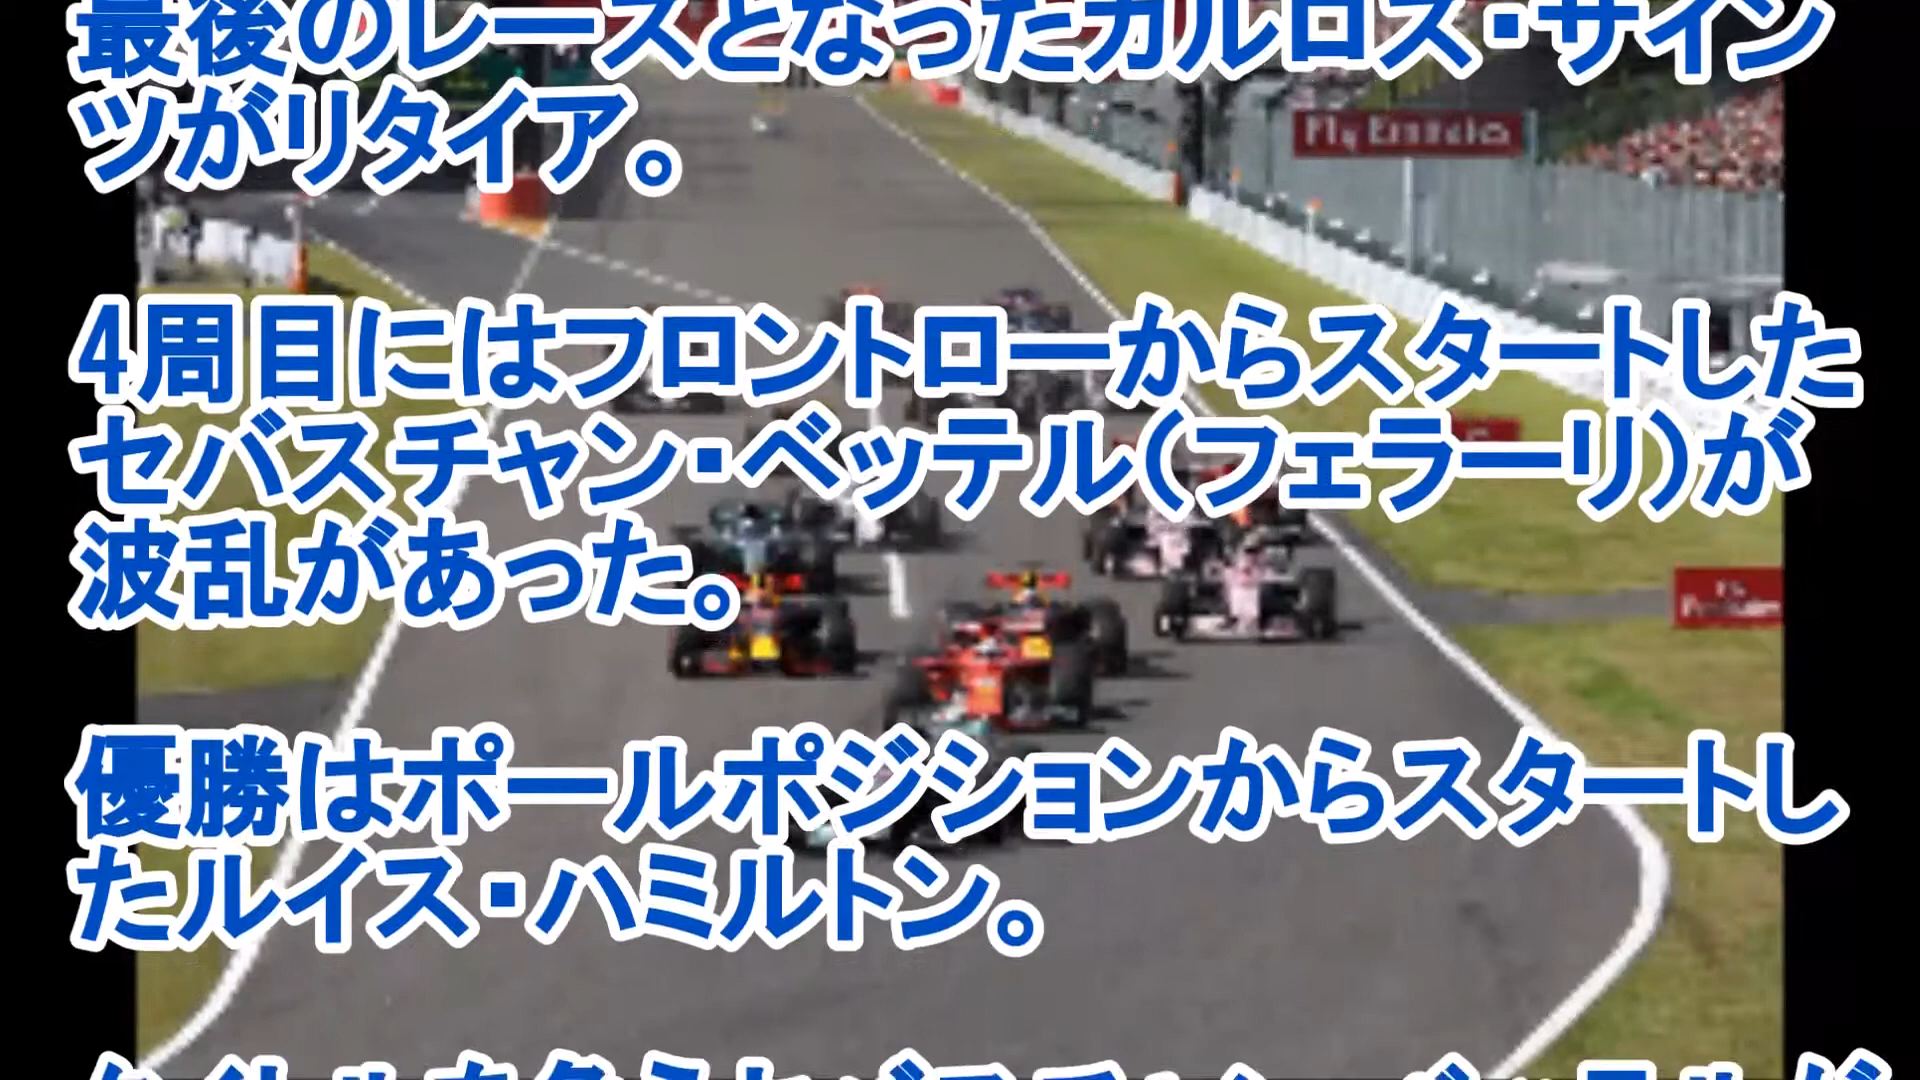 最後のレースとなったカルロス・サイン
ツがリタイア。
Fly Emirates
4周目にはフロントローからスタートした
セバスチャン・ベッテル(フェラーリ)が
波乱があった。
優勝はポールポジションからスタートし
たルイス・ハミルトン。